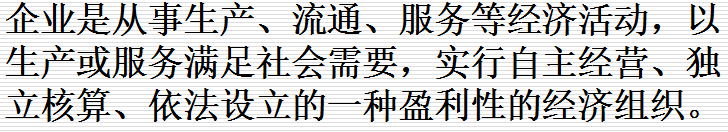 企业是从事生产、流通、服务等经济活动，以
生产或服务满足社会需要，实行自主经营、独
立核算、依法设立的一种盈利性的经济组织。